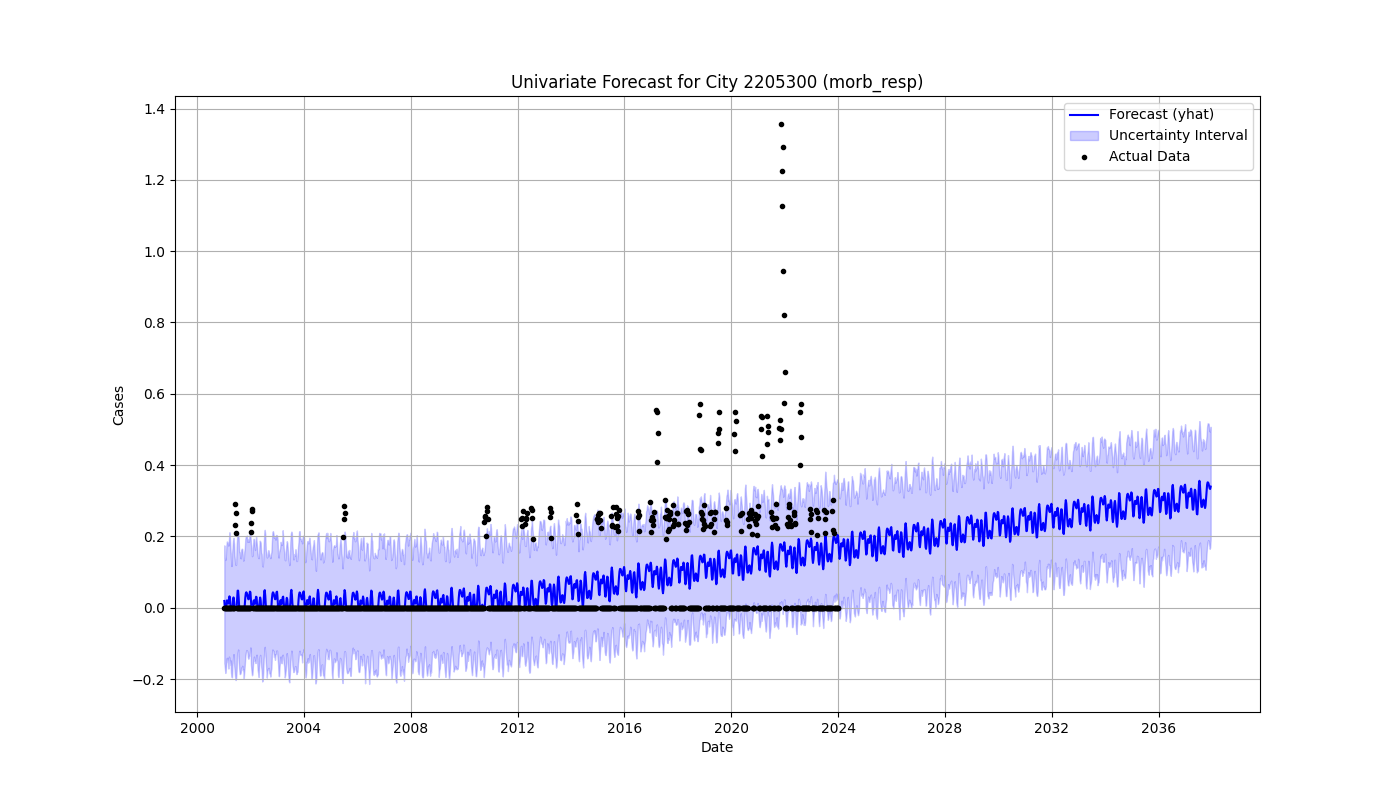 Univariate Forecast for City 2205300 (morb_resp)
Forecast (yhat)
Uncertainty Interval
Actual Data
1.4
1.2
1.0
0.8
0.6
0.4
0.2
0.0
−0.2
Cases
2000 2004 2008 2012 2016 2020 2024 2028 2032 2036
Date